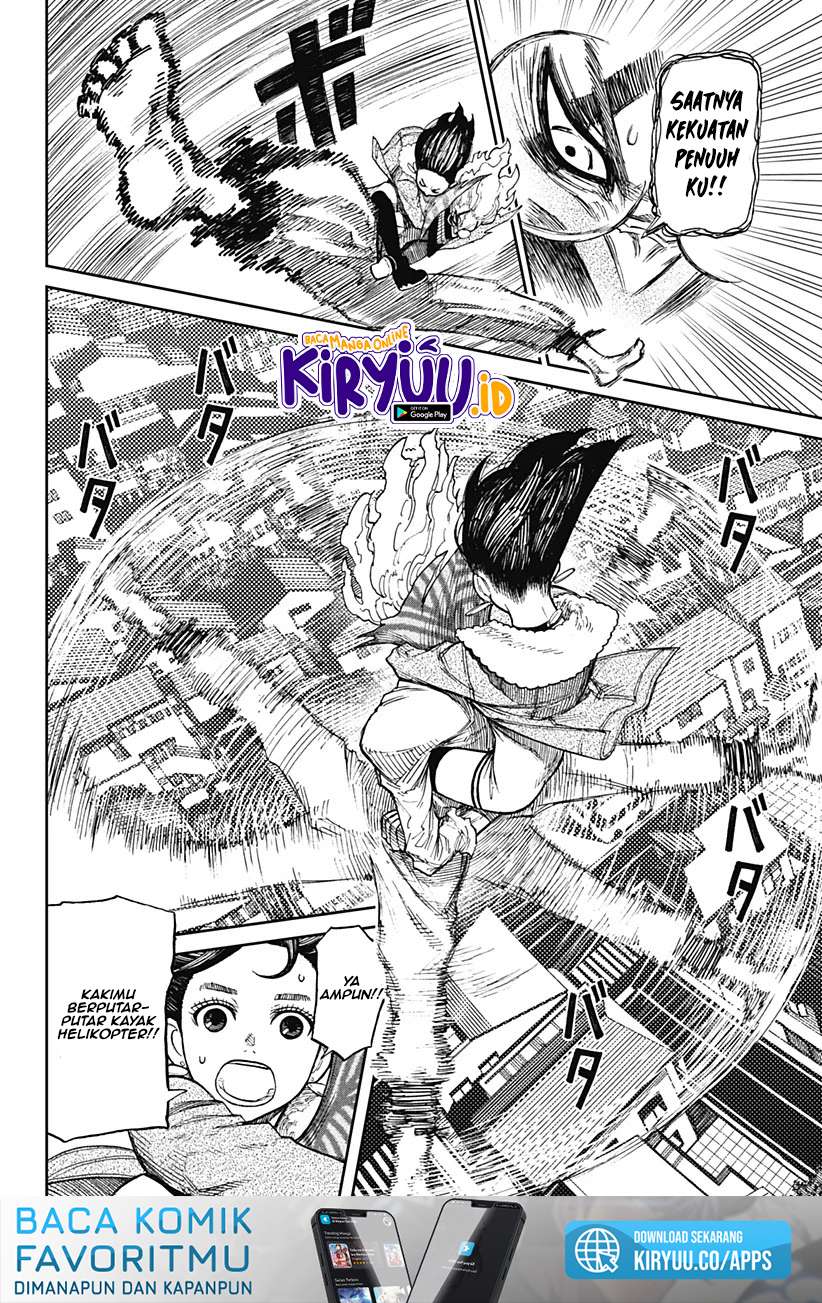 SAATNYA
KEKUATAN
PENUUH
KU!!
ボ
BACA MANGA ONLINE
KIRYUU.ID
GET IT ON
Google Play
バタ
バタ
バタ
バタ
YA
AMPUN!!
KAKIMU
BERPUTAR-
PUTAR KAYAK
HELIKOPTER!!
BACA KOMIK
FAVORITMU
DIMANAPUN DAN KAPANPUN
DOWNLOAD SEKARANG
KIRYUU.CO/APPS